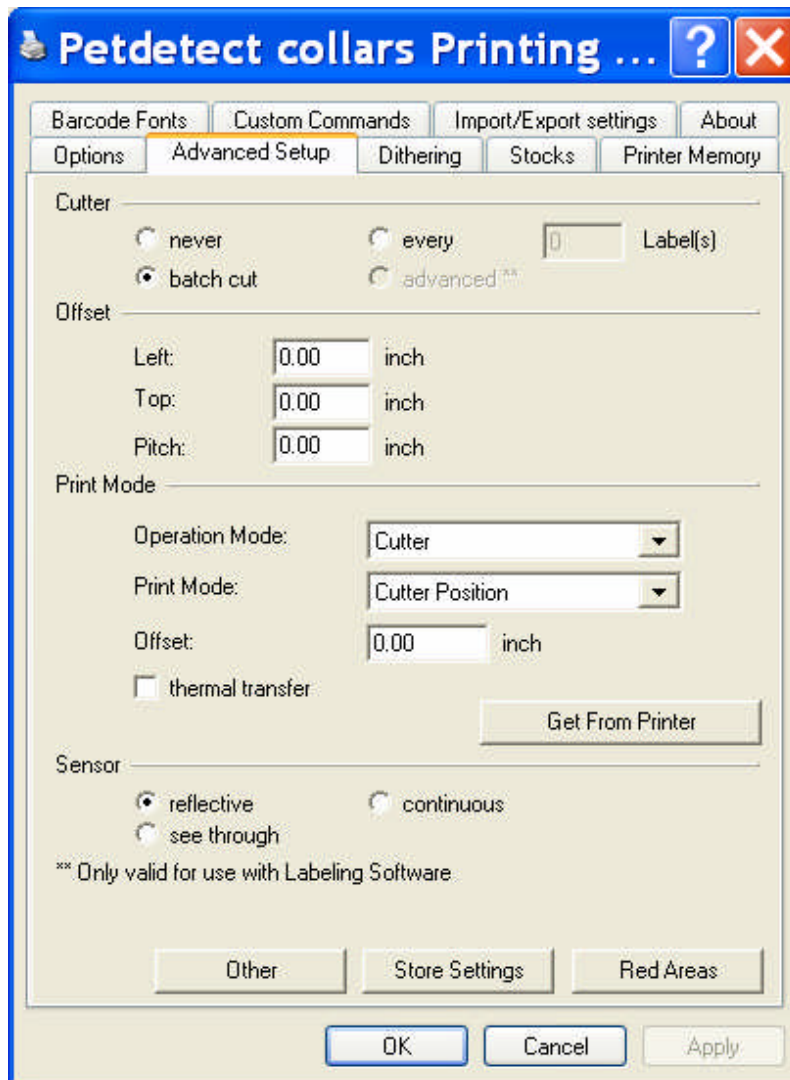 Petdetect collars Printing ... ?
Barcode Fonts Custom Commands Import/Export settings About
Options Advanced Setup Dithering Stocks Printer Memory
Cutter
never every 0 Label(s)
batch cut advanced **
Offset
Left: 0.00 inch
Top: 0.00 inch
Pitch: 0.00 inch
Print Mode
Operation Mode: Cutter
Print Mode: Cutter Position
Offset: 0.00 inch
thermal transfer
Get From Printer
Sensor
reflective continuous
see through
** Only valid for use with Labeling Software
Other Store Settings Red Areas
OK Cancel Apply